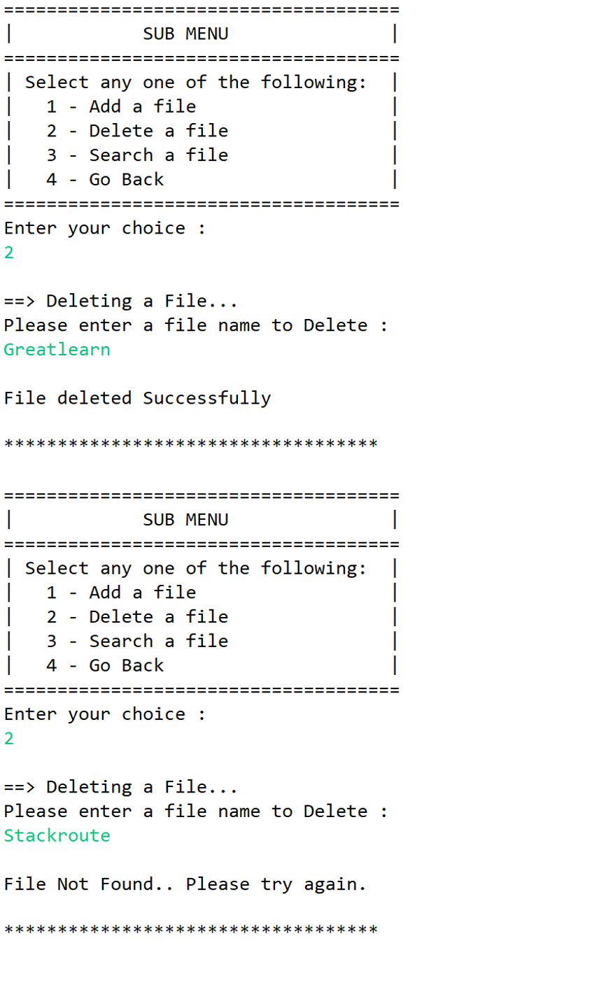 =====================================
|            SUB MENU               |
=====================================
| Select any one of the following:  |
|   1 - Add a file                  |
|   2 - Delete a file               |
|   3 - Search a file               |
|   4 - Go Back                     |
=====================================
Enter your choice :
2
==> Deleting a File...
Please enter a file name to Delete :
Greatlearn
File deleted Successfully
***********************************
=====================================
|            SUB MENU               |
=====================================
| Select any one of the following:  |
|   1 - Add a file                  |
|   2 - Delete a file               |
|   3 - Search a file               |
|   4 - Go Back                     |
=====================================
Enter your choice :
2
==> Deleting a File...
Please enter a file name to Delete :
Stackroute
File Not Found.. Please try again.
***********************************